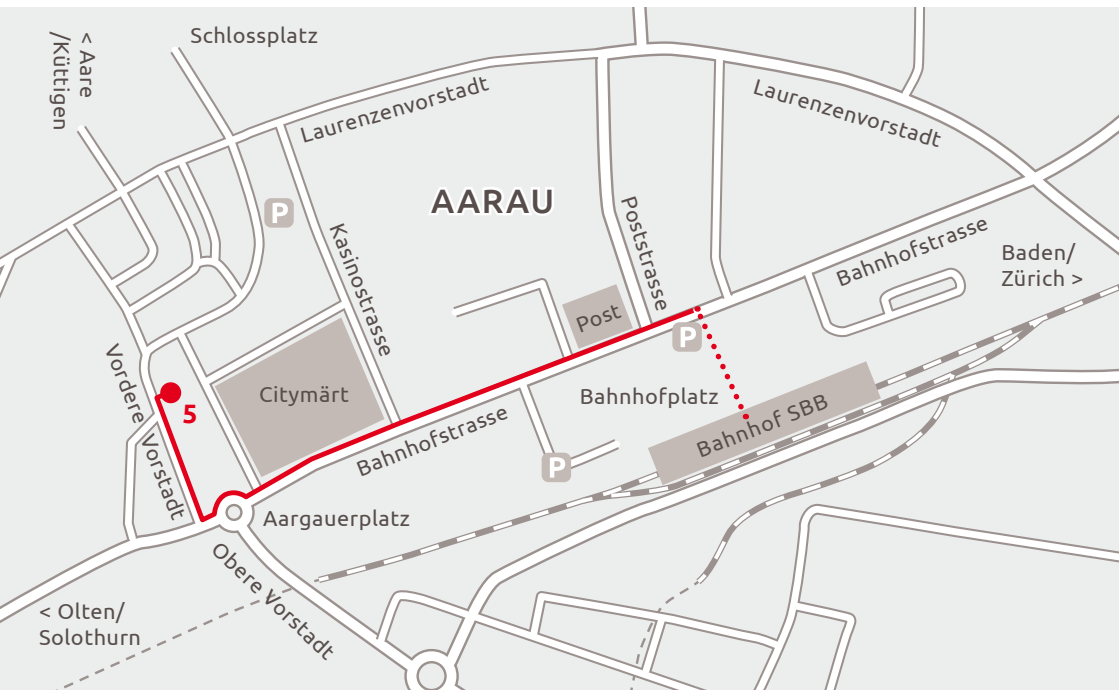 Schlossplatz
< Aare
/Küttigen
Laurenzenvorstadt
Laurenzenvorstadt
P
AARAU
Poststrasse
Kasinostrasse
Bahnhofstrasse
Baden/
Zürich >
Post
P
Vordere Vorstadt
Citymärt
5
Bahnhofplatz
Bahnhof SBB
Bahnhofstrasse
P
Aargauerplatz
Obere Vorstadt
< Olten/
Solothurn